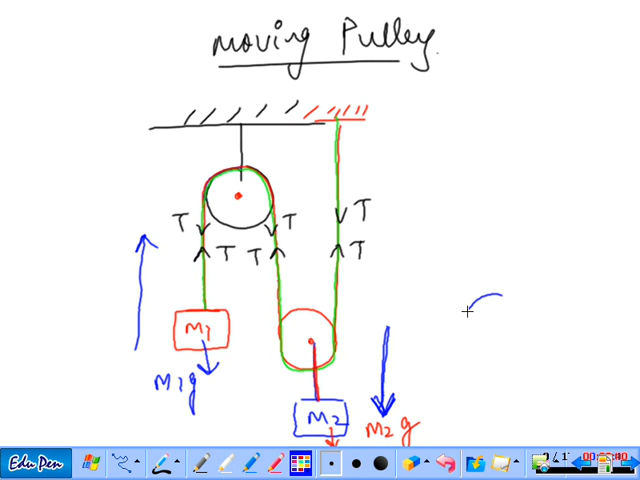 Moving Pulley
T T T
T T T
M1
M1g
M2
M2 g
Edu Pen